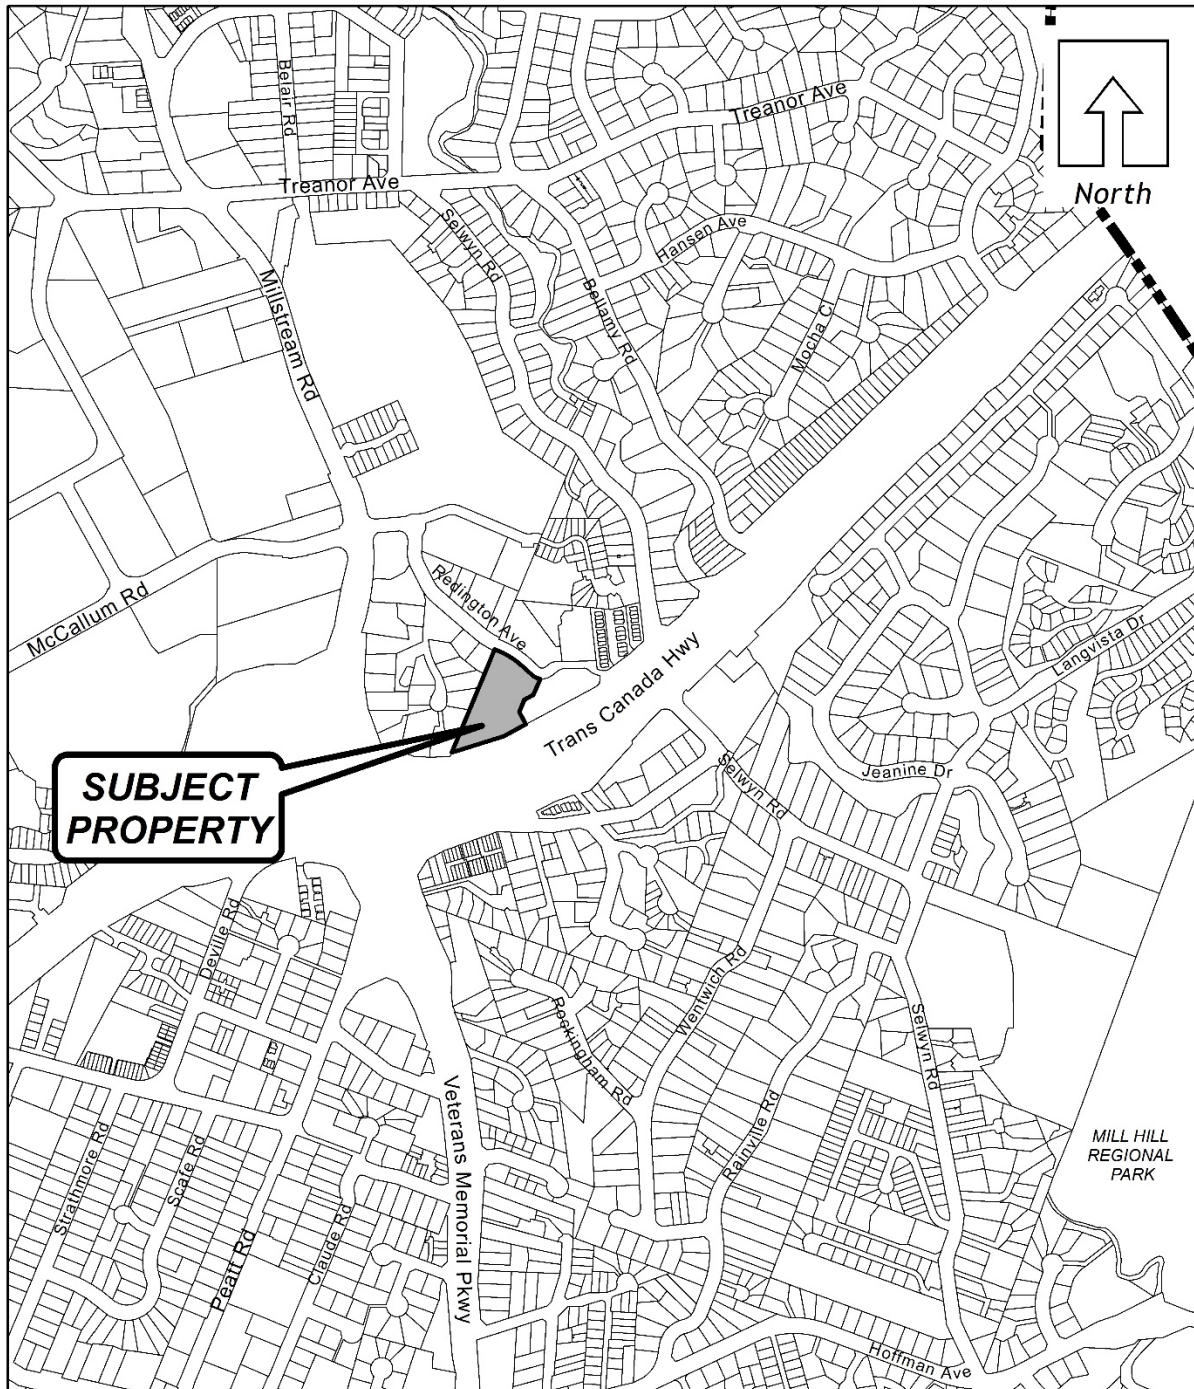 Belair Rd
Treanor Ave
Treanor Ave
North
Selwyn Rd
Hansen Ave
Millstream Rd
Bellamy Rd
Mocha Cl
McCallum Rd
Redington Ave
Langvista Dr
Trans Canada Hwy
SUBJECT
PROPERTY
Selwyn Rd
Jeanine Dr
Deville Rd
Wentwich Rd
Rockingham Rd
Selwyn Rd
Veterans Memorial Pkwy
Rainville Rd
Strathmore Rd
Scafe Rd
MILL HILL
REGIONAL
PARK
Peatt Rd
Claude Rd
Hoffman Ave